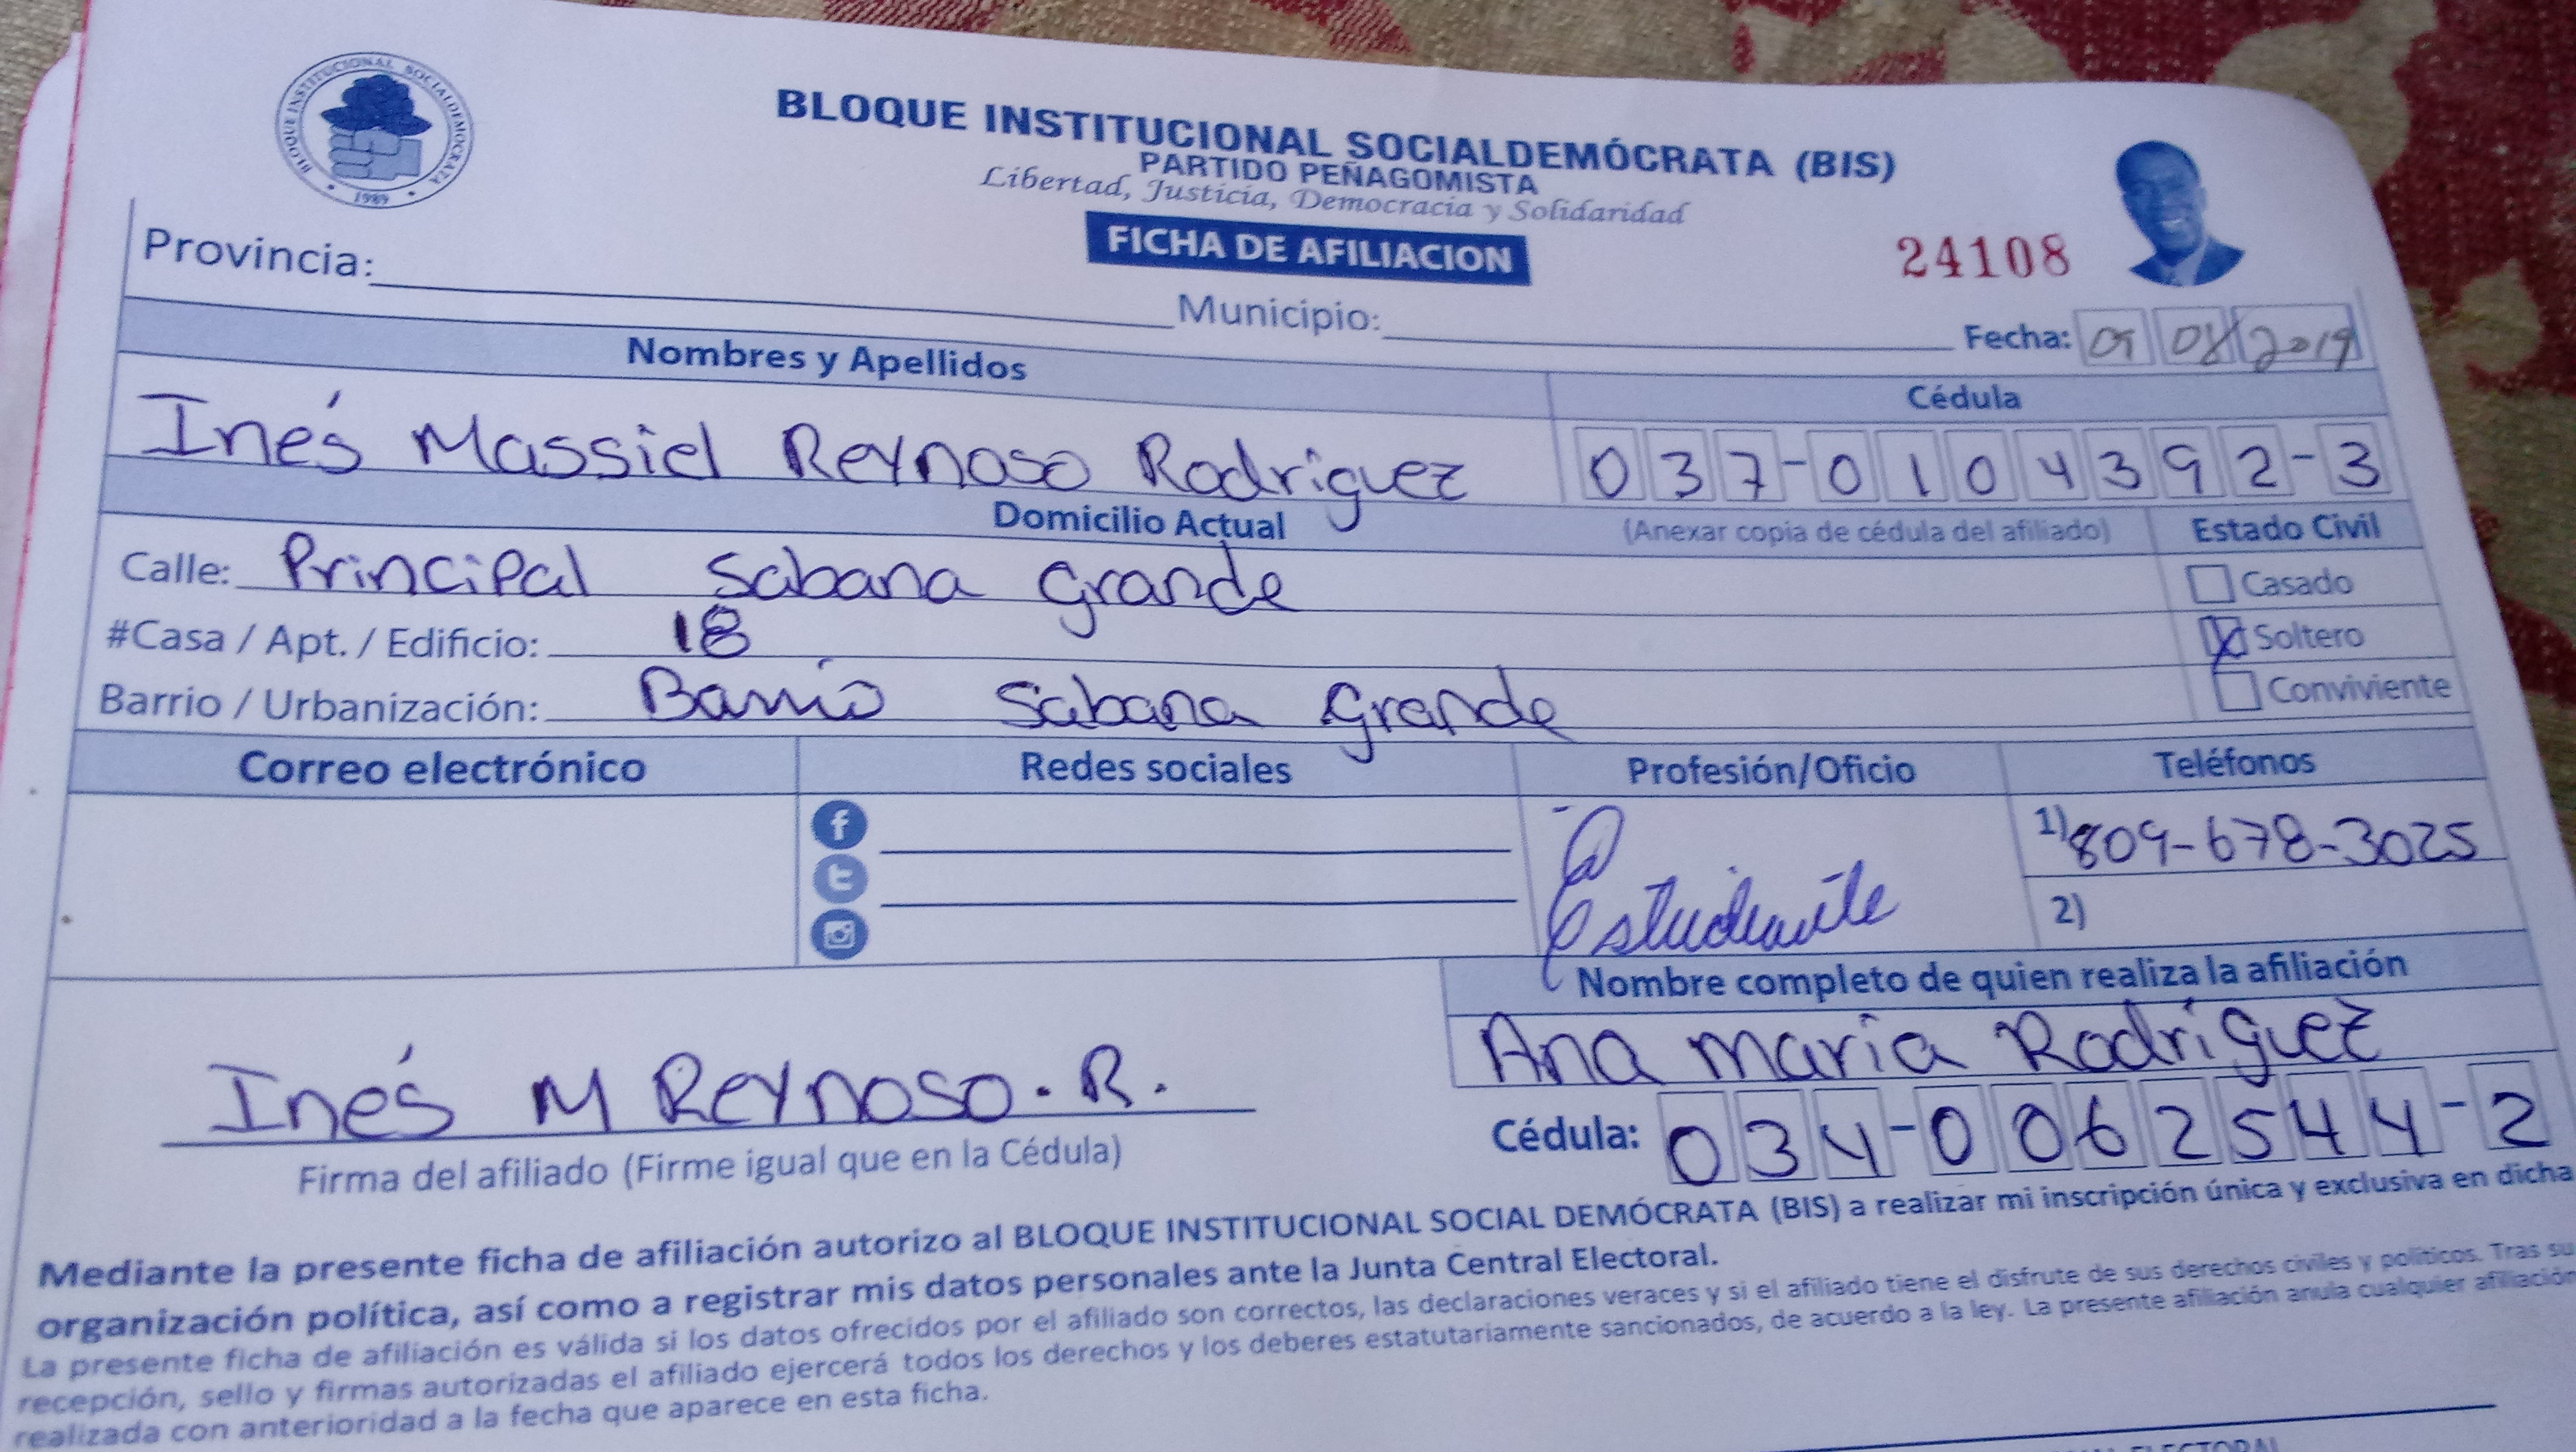 BLOQUE INSTITUCIONAL SOCIALDEMOCRATA
1989
BLOQUE INSTITUCIONAL SOCIALDEMÓCRATA (BIS)
PARTIDO PEÑAGOMISTA
Libertad, Justicia, Democracia y Solidaridad
FICHA DE AFILIACION
24108
Provincia:
Municipio:
Fecha: 2019
Nombres y Apellidos
Cédula
Inés Massiel Reynoso Rodriguez
037-0104392-3
Domicilio Actual
(Anexar copia de cédula del afiliado)
Estado Civil
Calle: Principal Sabana Grande
Casado
#Casa / Apt. / Edificio: 18
X Soltero
Barrio / Urbanización: Barrio Sabana Grande
Conviviente
Correo electrónico
Redes sociales
Profesión/Oficio
Teléfonos
Estudiante
1) 809-678-3025
2)
Nombre completo de quien realiza la afiliación
Ana maria Rodríguez
Inés M Reynoso. R.
Cédula: 034-0062544-2
Firma del afiliado (Firme igual que en la Cédula)
Mediante la presente ficha de afiliación autorizo al BLOQUE INSTITUCIONAL SOCIAL DEMÓCRATA (BIS) a realizar mi inscripción única y exclusiva en dicha
organización política, así como a registrar mis datos personales ante la Junta Central Electoral.
La presente ficha de afiliación es válida si los datos ofrecidos por el afiliado son correctos, las declaraciones veraces y si el afiliado tiene el disfrute de sus derechos civiles y políticos. Tras su
recepción, sello y firmas autorizadas el afiliado ejercerá todos los derechos y los deberes estatutariamente sancionados, de acuerdo a la ley. La presente afiliación anula cualquier afiliación
realizada con anterioridad a la fecha que aparece en esta ficha.